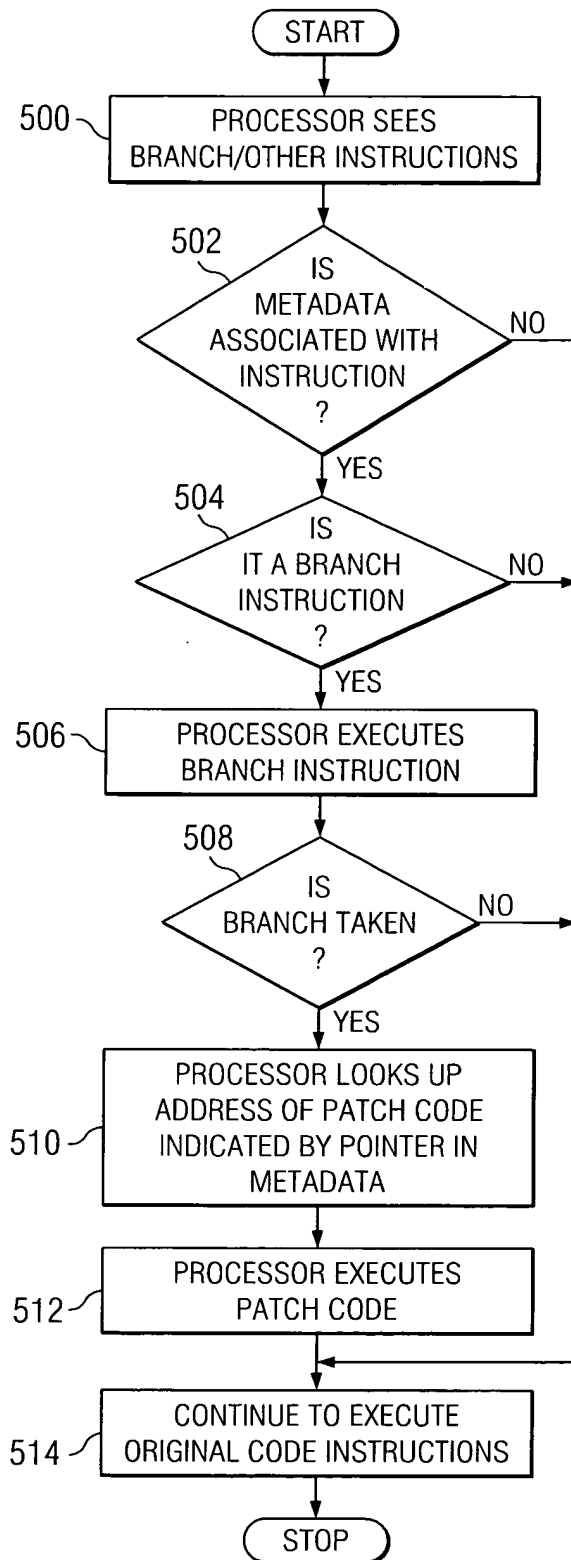 START
500
PROCESSOR SEES
BRANCH/OTHER INSTRUCTIONS
502
IS
METADATA
ASSOCIATED WITH
INSTRUCTION
?
NO
YES
504
IS
IT A BRANCH
INSTRUCTION
?
NO
YES
506
PROCESSOR EXECUTES
BRANCH INSTRUCTION
508
IS
BRANCH TAKEN
?
NO
YES
510
PROCESSOR LOOKS UP
ADDRESS OF PATCH CODE
INDICATED BY POINTER IN
METADATA
512
PROCESSOR EXECUTES
PATCH CODE
514
CONTINUE TO EXECUTE
ORIGINAL CODE INSTRUCTIONS
STOP